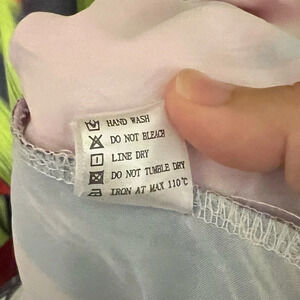 HAND WASH
DO NOT BLEACH
LINE DRY
DO NOT TUMBLE DRY
IRON AT MAX 110℃